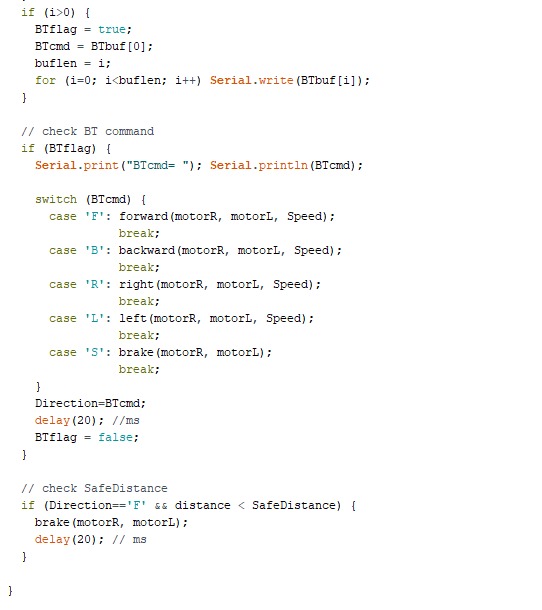 if (i>0) {
BTflag = true;
BTcmd = BTbuf[0];
buflen = i;
for (i=0; i<buflen; i++) Serial.write(BTbuf[i]);
}
// check BT command
if (BTflag) {
Serial.print("BTcmd= "); Serial.println(BTcmd);
switch (BTcmd) {
case 'F': forward(motorR, motorL, Speed);
break;
case 'B': backward(motorR, motorL, Speed);
break;
case 'R': right(motorR, motorL, Speed);
break;
case 'L': left(motorR, motorL, Speed);
break;
case 'S': brake(motorR, motorL);
break;
}
Direction=BTcmd;
delay(20); //ms
BTflag = false;
}
// check SafeDistance
if (Direction=='F' && distance < SafeDistance) {
brake(motorR, motorL);
delay(20); // ms
}
}